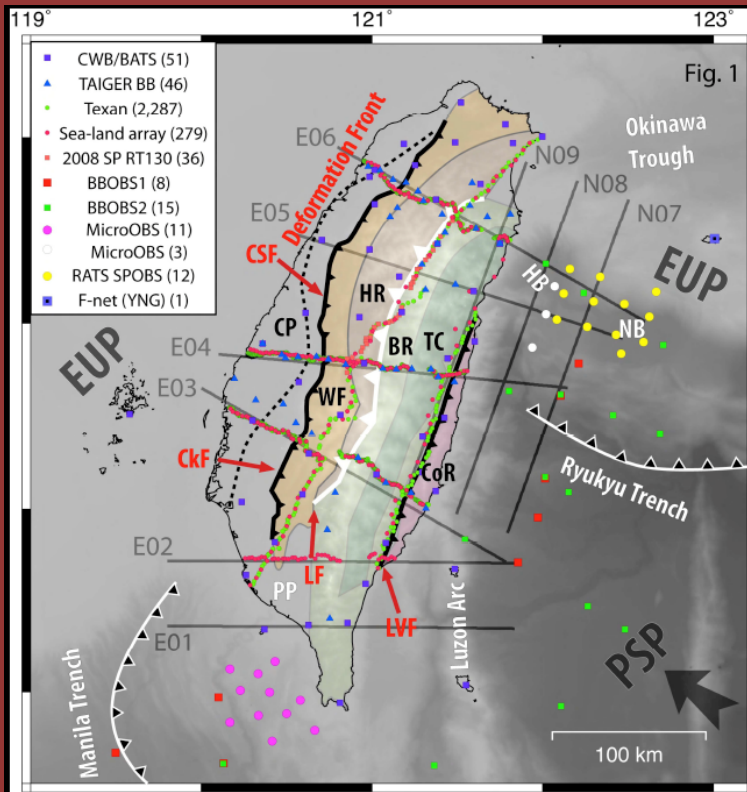 119°
121°
123°
CWB/BATS (51)
TAIGER BB (46)
Texan (2,287)
Sea-land array (279)
2008 SP RT130 (36)
BBOBS1 (8)
BBOBS2 (15)
MicroOBS (11)
MicroOBS (3)
RATS SPOBS (12)
F-net (YNG) (1)
Fig. 1
Okinawa
Trough
E06
Deformation Front
N09
N08
N07
E05
CSF
HR
HB
EUP
CP
NB
BR
TC
EUP
E04
E03
WF
CkF
CoR
Ryukyu Trench
E02
PP
LF
LVF
Luzon Arc
E01
PSP
Manila Trench
100 km